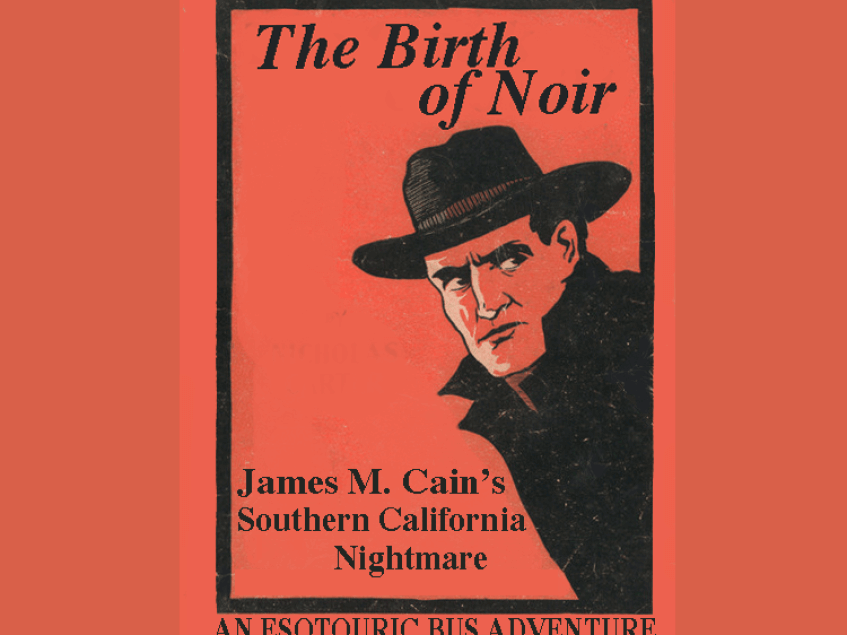 The Birth
of Noir
James M. Cain's
Southern California
Nightmare
AN ESOTOURIC BUS ADVENTURE